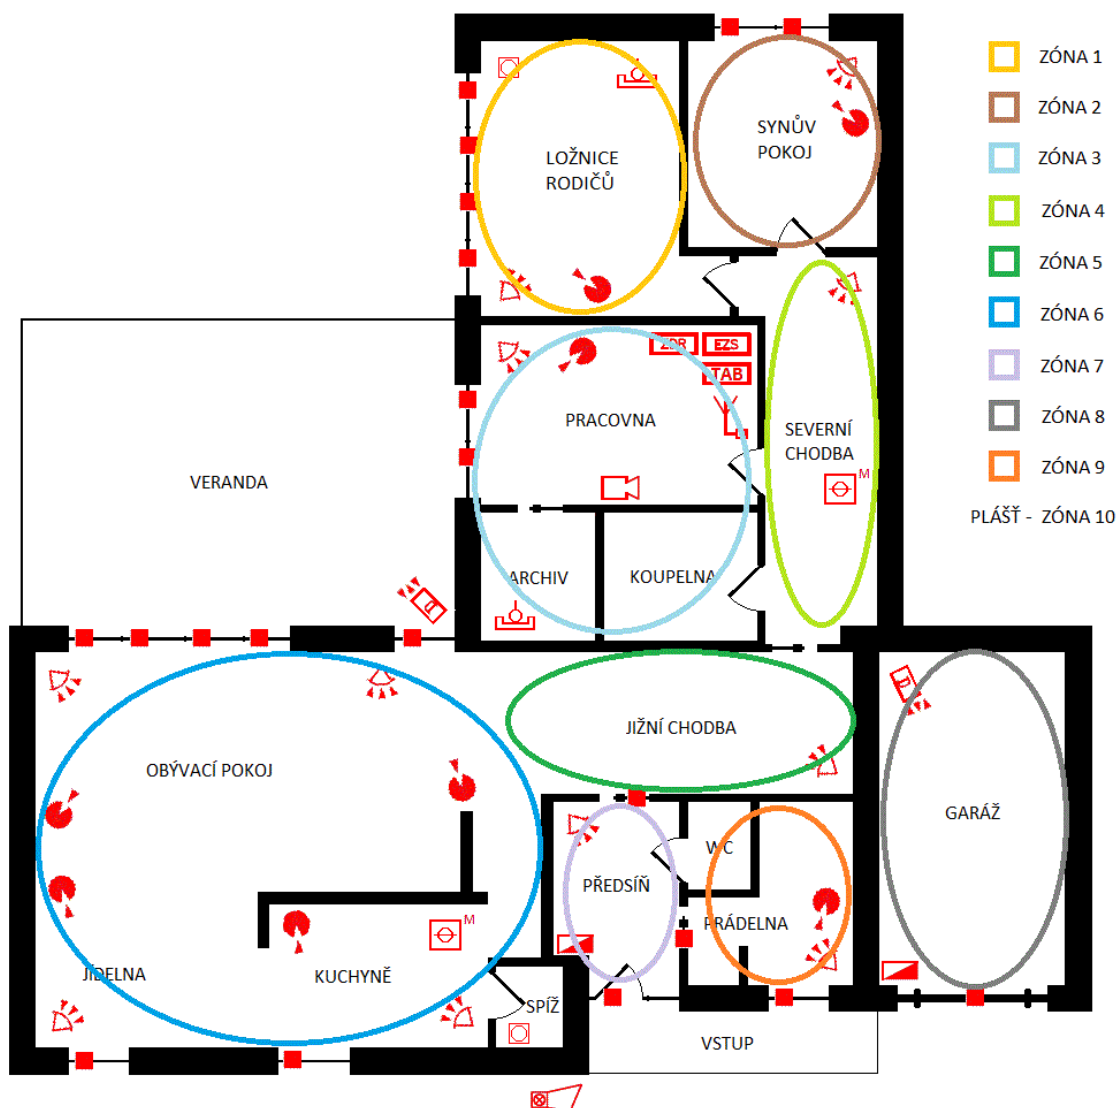 ZÓNA 1
ZÓNA 2
ZÓNA 3
ZÓNA 4
ZÓNA 5
ZÓNA 6
ZÓNA 7
ZÓNA 8
ZÓNA 9
PLÁŠŤ - ZÓNA 10
SYNŮV
POKOJ
LOŽNICE
RODIČŮ
ZDR
EZS
TAB
PRACOVNA
SEVERNÍ
CHODBA
M
VERANDA
ARCHIV
KOUPELNA
JIŽNÍ CHODBA
OBÝVACÍ POKOJ
GARÁŽ
WC
PŘEDSÍŇ
PRÁDELNA
M
JÍDELNA
KUCHYNĚ
SPÍŽ
VSTUP